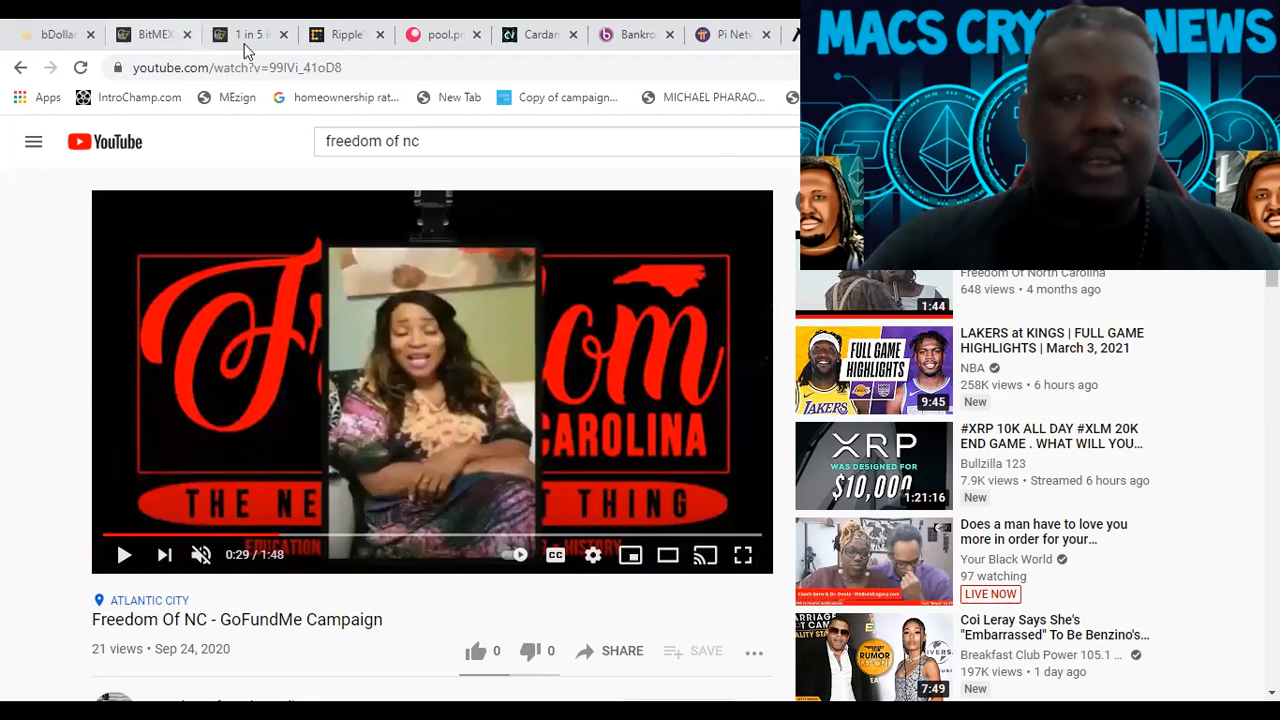 bDollar
BitMEX
1 in 5 i
Ripple's
pool.pr
Cardan
Bankro
Pi Netw
MACS CRY NEWS
youtube.com/watch?v=99lVi_41oD8
Apps
IntroChamp.com
homeownership rat...
New Tab
Copy of campaign...
MICHAEL PHARAO...
YouTube
freedom of nc
Fr om
CAROLINA
THE NE T THING
0:29 / 1:48
CC
ATLANTIC CITY
Freedom Of NC - GoFundMe Campaign
21 views • Sep 24, 2020
0
0
SHARE
SAVE
Freedom Of North Carolina
648 views • 4 months ago
1:44
FULL GAME
HIGHLIGHTS
LAKERS
KINGS
9:45
LAKERS at KINGS | FULL GAME
HIGHLIGHTS | March 3, 2021
NBA
258K views • 6 hours ago
New
XRP
WAS DESIGNED FOR
$10,000
1:21:16
#XRP 10K ALL DAY #XLM 20K
END GAME . WHAT WILL YOU...
Bullzilla 123
7.9K views • Streamed 6 hours ago
New
Does a man have to love you
more in order for your...
Your Black World
97 watching
LIVE NOW
RUMOR
7:49
Coi Leray Says She's
"Embarrassed" To Be Benzino's...
Breakfast Club Power 105.1 ...
197K views • 1 day ago
New